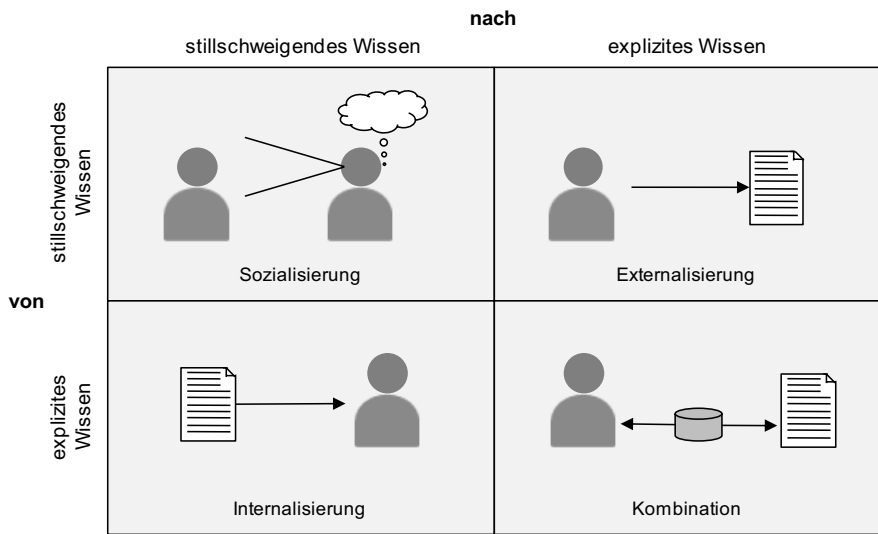 nach
stillschweigendes Wissen
explizites Wissen
stillschweigendes
Wissen
Sozialisierung
Externalisierung
von
explizites
Wissen
Internalisierung
Kombination